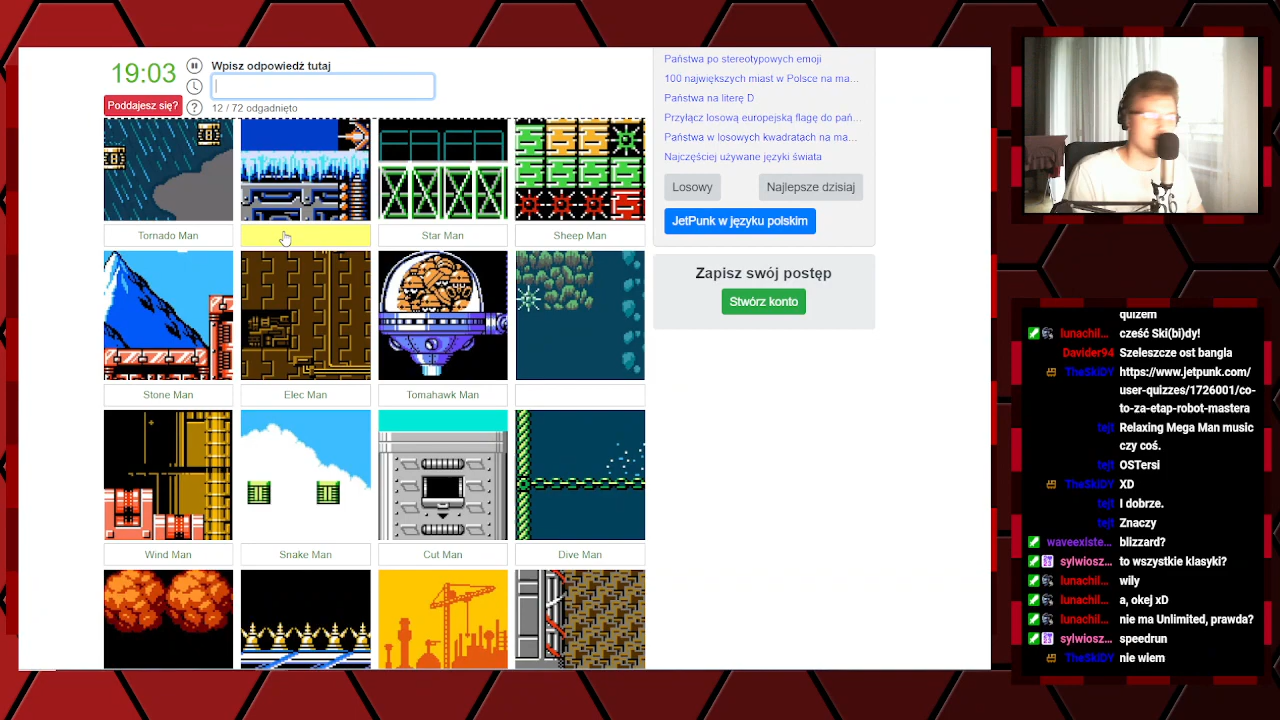 19:03
Wpisz odpowiedź tutaj
Poddajesz się?
?
12 / 72 odgadnięto
8
8
Tornado Man
Star Man
Sheep Man
Stone Man
Elec Man
Tomahawk Man
Wind Man
Snake Man
Cut Man
Dive Man
Państwa po stereotypowych emoji
100 największych miast w Polsce na ma...
Państwa na literę D
Przyłącz losową europejską flagę do pań...
Państwa w losowych kwadratach na ma...
Najczęściej używane języki świata
Losowy
Najlepsze dzisiaj
JetPunk w języku polskim
Zapisz swój postęp
Stwórz konto
quizem
lunachil... cześć Ski(bi)dy!
Davider94 Szeleszcze ost bangla
TheSkiDY https://www.jetpunk.com/
user-quizzes/1726001/co-
to-za-etap-robot-mastera
tejt Relaxing Mega Man music
czy coś.
tejt OSTersi
TheSkiDY XD
tejt I dobrze.
tejt Znaczy
waveexiste... blizzard?
sylwiosz... to wszystkie klasyki?
lunachil... wily
lunachil... a, okej xD
lunachil... nie ma Unlimited, prawda?
sylwiosz... speedrun
TheSkiDY nie wiem